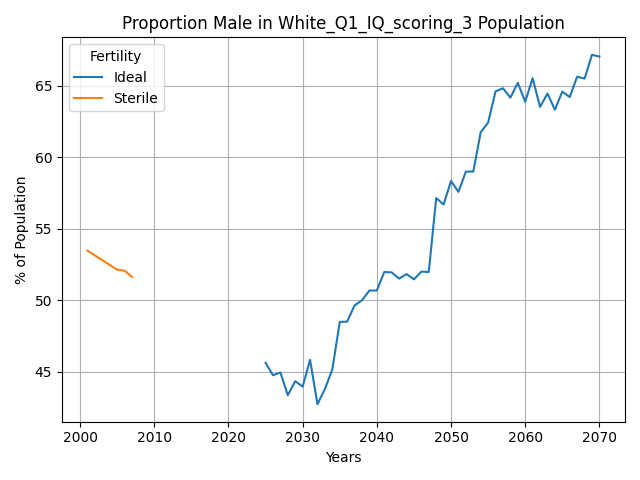 Proportion Male in White_Q1_IQ_scoring_3 Population
Fertility
Ideal
Sterile
% of Population
65
60
55
50
45
2000 2010 2020 2030 2040 2050 2060 2070
Years